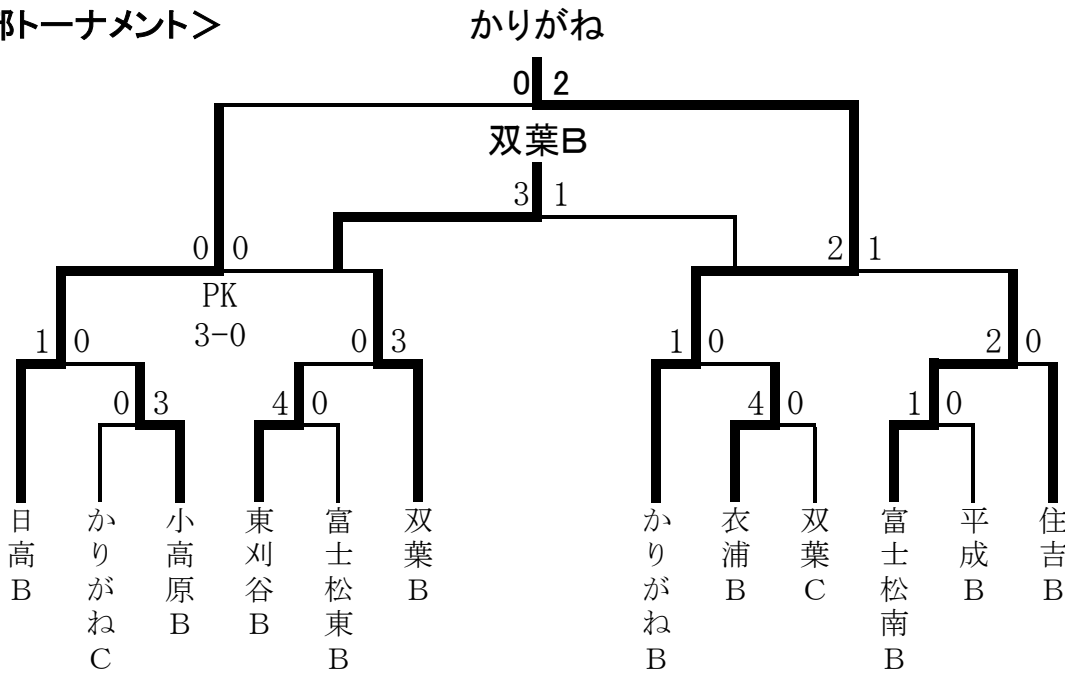 部トーナメント＞
かりがね
0 2
双葉B
3 1
0 0
2 1
PK
3-0
1 0
0 3
1 0
2 0
0 3
4 0
4 0
1 0
日高B
かりがねC
小高原B
東刈谷B
富士松東B
双葉B
かりがねB
衣浦B
双葉C
富士松南B
平成B
住吉B